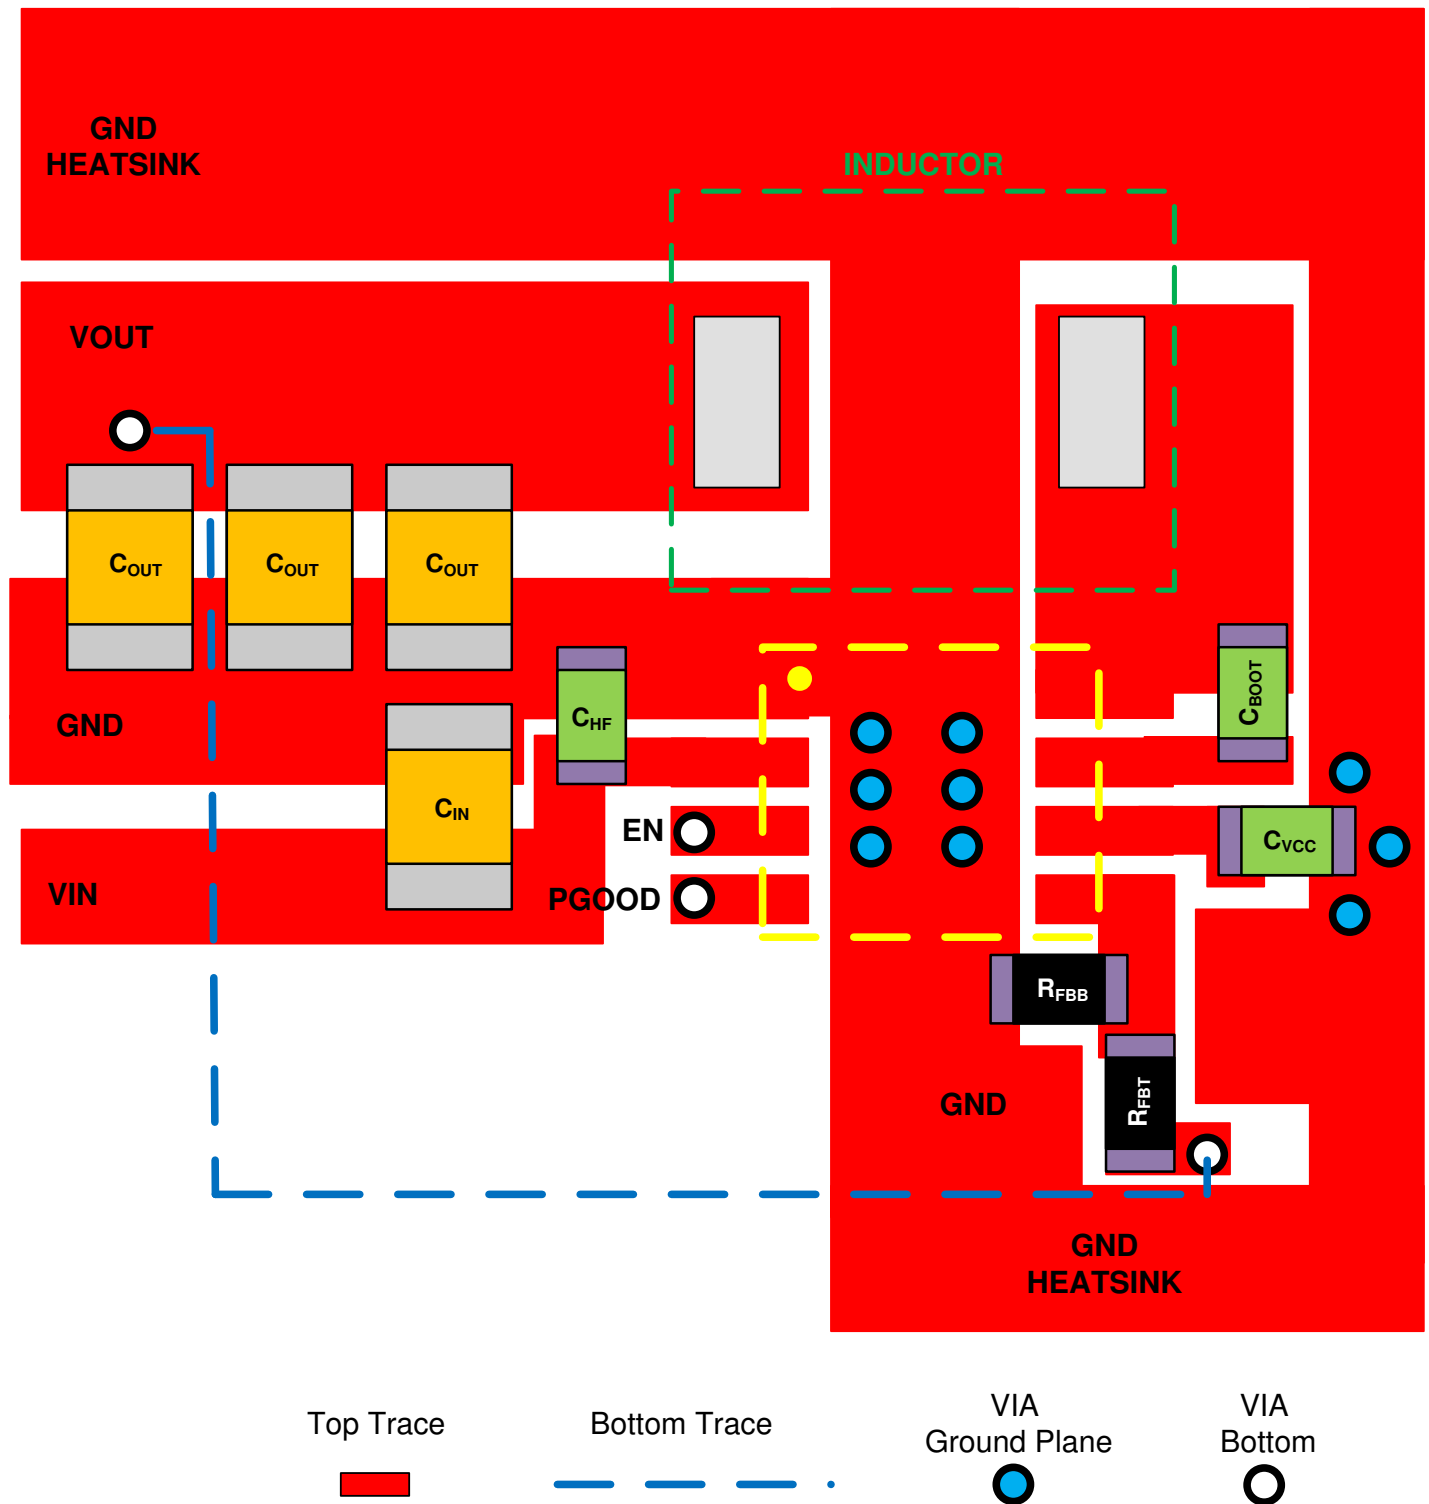 GND
HEATSINK
INDUCTOR
VOUT
COUT
COUT
COUT
CHF
CBOOT
GND
CIN
EN
CVCC
VIN
PGOOD
RFBB
RFBT
GND
GND
HEATSINK
Top Trace
Bottom Trace
VIA
Ground Plane
VIA
Bottom